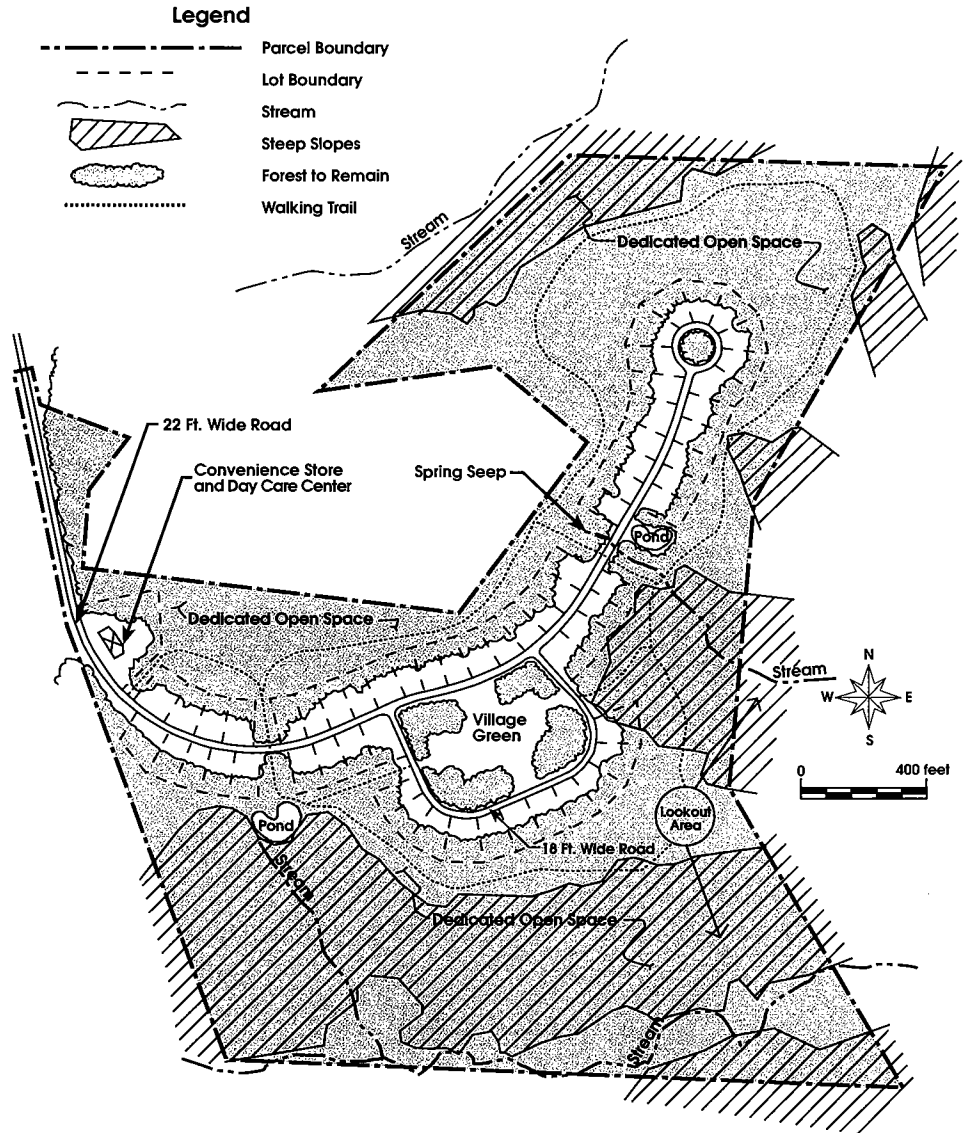 Legend
Parcel Boundary
Lot Boundary
Stream
Steep Slopes
Forest to Remain
Walking Trail
Stream
Dedicated Open Space
22 Ft. Wide Road
Convenience Store
and Day Care Center
Spring Seep
Pond
Dedicated Open Space
Stream
N
W E
S
Village
Green
0 400 feet
Lookout
Area
Pond
18 Ft. Wide Road
Stream
Dedicated Open Space
Stream